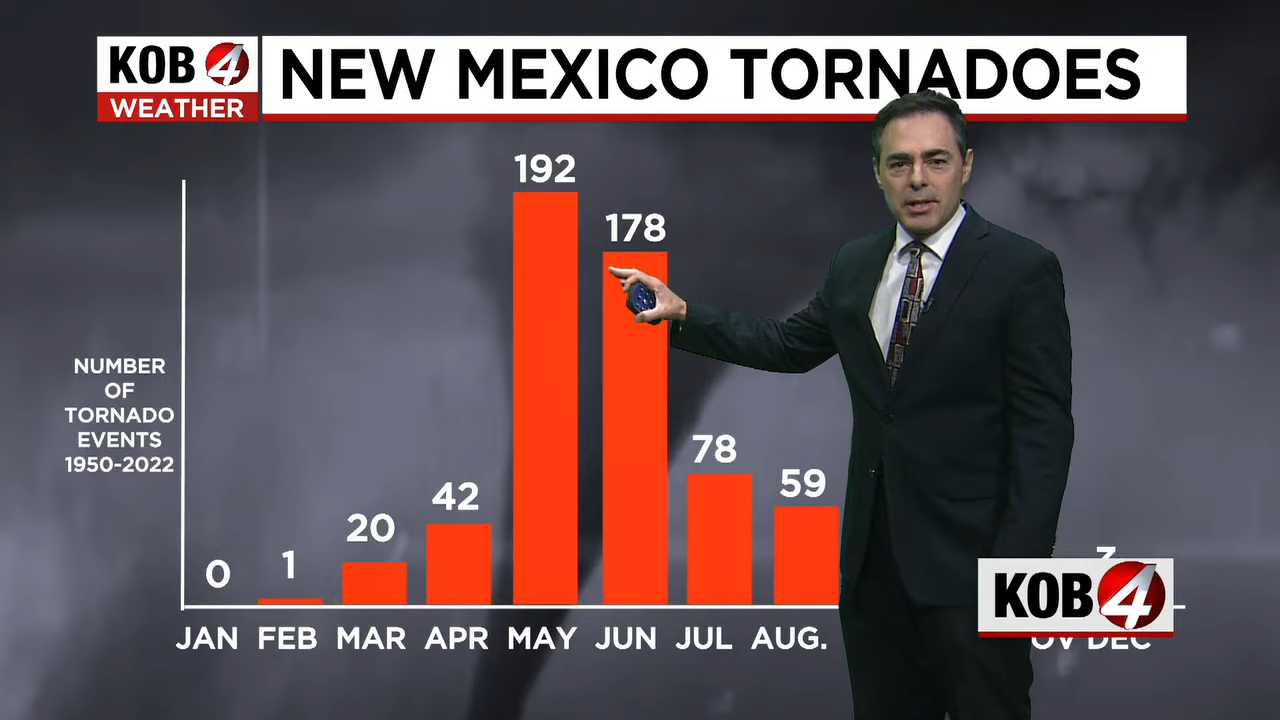 KOB 4
WEATHER
NEW MEXICO TORNADOES
192
178
78
59
42
20
1
0
NUMBER
OF
TORNADO
EVENTS
1950-2022
JAN FEB MAR APR MAY JUN JUL AUG.
DEC
KOB 4